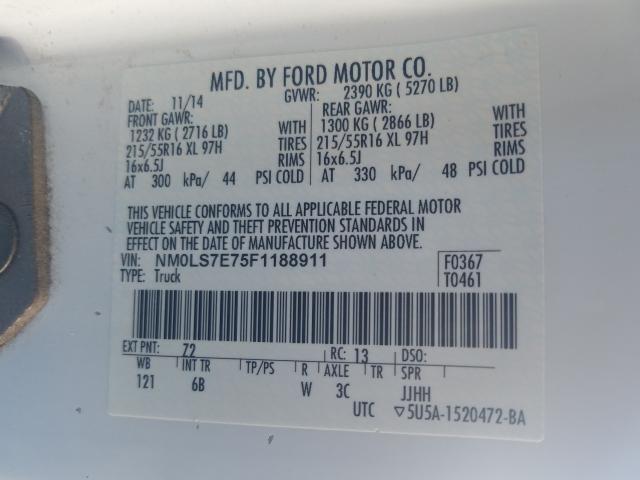 MFD. BY FORD MOTOR CO.
DATE: 11/14 GVWR: 2390 KG ( 5270 LB)
FRONT GAWR: REAR GAWR:
1232 KG ( 2716 LB) WITH 1300 KG ( 2866 LB) WITH
215/55R16 XL 97H TIRES 215/55R16 XL 97H TIRES
16x6.5J RIMS 16x6.5J RIMS
AT 300 kPa/ 44 PSI COLD AT 330 kPa/ 48 PSI COLD
THIS VEHICLE CONFORMS TO ALL APPLICABLE FEDERAL MOTOR
VEHICLE SAFETY AND THEFT PREVENTION STANDARDS IN
EFFECT ON THE DATE OF MANUFACTURE SHOWN ABOVE.
VIN: NM0LS7E75F1188911 F0367
TYPE: Truck T0461
EXT PNT: 72 RC: 13 DSO:
WB INT TR TP/PS R AXLE TR SPR
121 6B W 3C JJHH
UTC ▽5U5A-1520472-BA